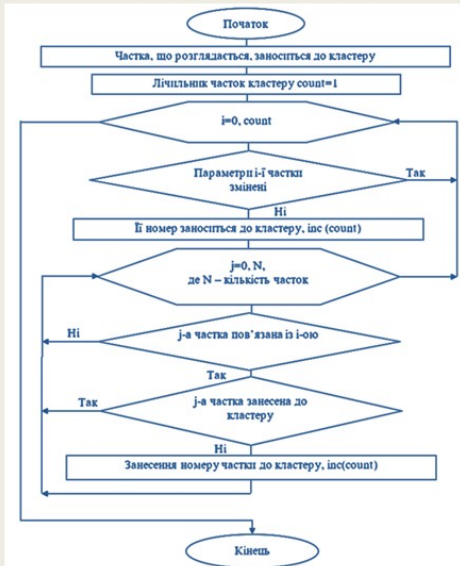 Початок
Частка, що розглядається, заноситься до кластеру
Лічильник часток кластеру count=1
i=0, count
Параметри i-ї частки
змінені
Так
Ні
Її номер заноситься до кластеру, inc (count)
j=0, N,
де N – кількість часток
j-а частка пов'язана із i-ою
Ні
Так
j-а частка занесена до
кластеру
Так
Ні
Занесення номеру частки до кластеру, inc(count)
Кінець